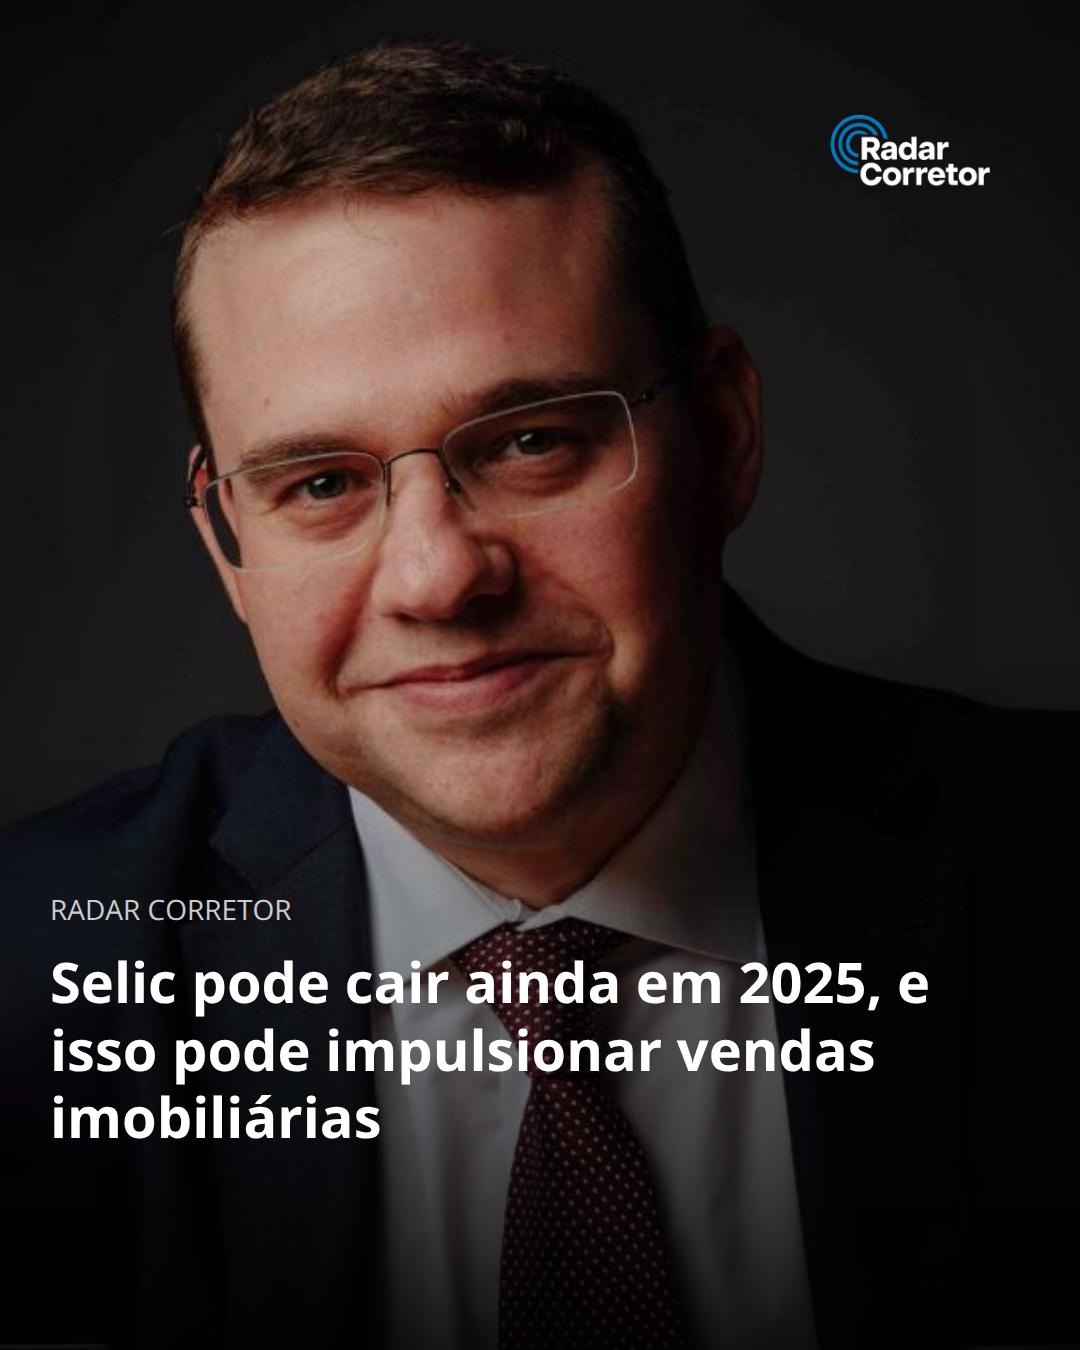 Radar
Corretor
RADAR CORRETOR
Selic pode cair ainda em 2025, e
isso pode impulsionar vendas
imobiliárias